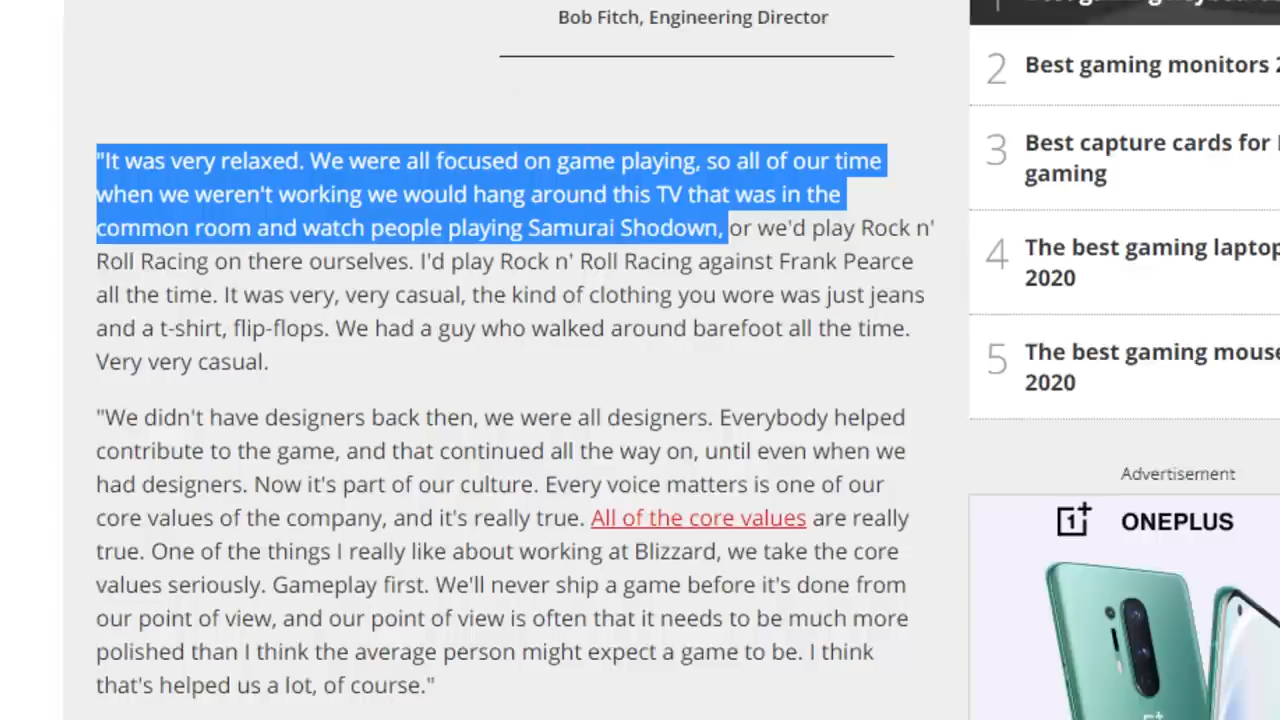 Bob Fitch, Engineering Director
"It was very relaxed. We were all focused on game playing, so all of our time
when we weren't working we would hang around this TV that was in the
common room and watch people playing Samurai Shodown, or we'd play Rock n'
Roll Racing on there ourselves. I'd play Rock n' Roll Racing against Frank Pearce
all the time. It was very, very casual, the kind of clothing you wore was just jeans
and a t-shirt, flip-flops. We had a guy who walked around barefoot all the time.
Very very casual.
"We didn't have designers back then, we were all designers. Everybody helped
contribute to the game, and that continued all the way on, until even when we
had designers. Now it's part of our culture. Every voice matters is one of our
core values of the company, and it's really true. All of the core values are really
true. One of the things I really like about working at Blizzard, we take the core
values seriously. Gameplay first. We'll never ship a game before it's done from
our point of view, and our point of view is often that it needs to be much more
polished than I think the average person might expect a game to be. I think
that's helped us a lot, of course."
2 Best gaming monitors 2
3 Best capture cards for
gaming
4 The best gaming laptop
2020
5 The best gaming mouse
2020
Advertisement
ONEPLUS